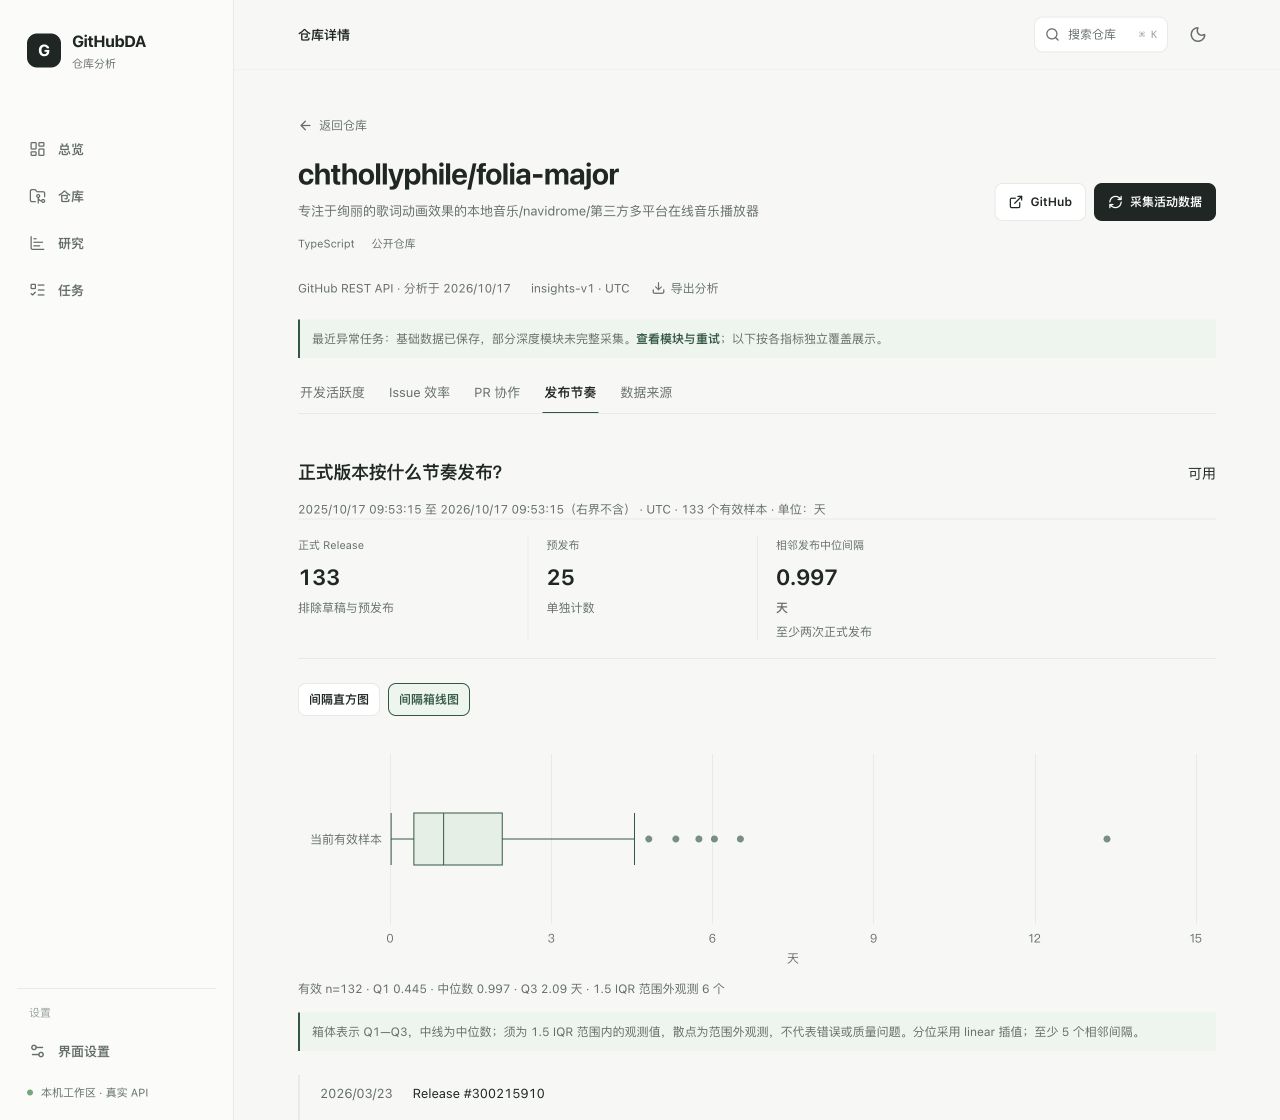 G
GitHubDA
仓库分析
总览
仓库
研究
任务
设置
界面设置
本机工作区 · 真实 API
仓库详情
搜索仓库 ⌘ K
返回仓库
chthollyphile/folia-major
专注于绚丽的歌词动画效果的本地音乐/navidrome/第三方多平台在线音乐播放器
TypeScript 公开仓库
GitHub
采集活动数据
GitHub REST API · 分析于 2026/10/17 insights-v1 · UTC 导出分析
最近异常任务：基础数据已保存，部分深度模块未完整采集。查看模块与重试；以下按各指标独立覆盖展示。
开发活跃度 Issue 效率 PR 协作 发布节奏 数据来源
正式版本按什么节奏发布？ 可用
2025/10/17 09:53:15 至 2026/10/17 09:53:15（右界不含） · UTC · 133 个有效样本 · 单位：天
正式 Release
133
排除草稿与预发布
预发布
25
单独计数
相邻发布中位间隔
0.997
天
至少两次正式发布
间隔直方图 间隔箱线图
当前有效样本
0 3 6 9 12 15
天
有效 n=132 · Q1 0.445 · 中位数 0.997 · Q3 2.09 天 · 1.5 IQR 范围外观测 6 个
箱体表示 Q1—Q3，中线为中位数；须为 1.5 IQR 范围内的观测值，散点为范围外观测，不代表错误或质量问题。分位采用 linear 插值；至少 5 个相邻间隔。
2026/03/23 Release #300215910